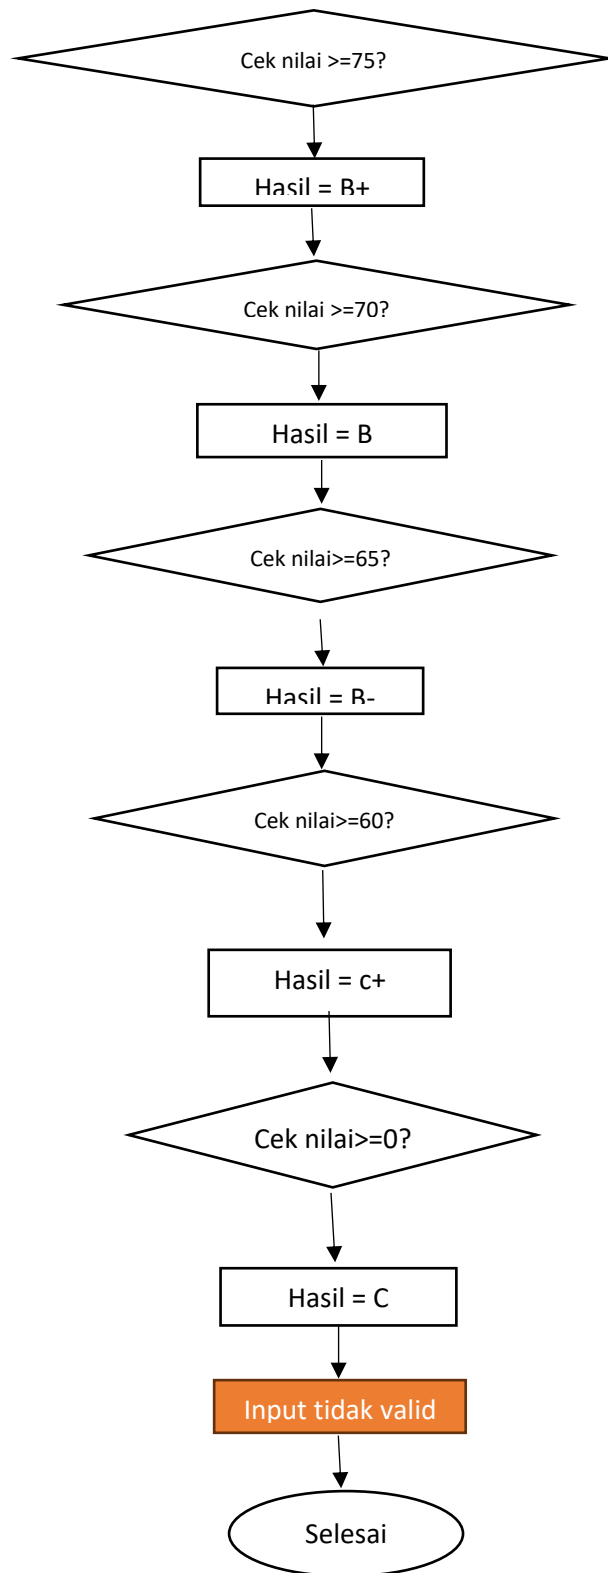 Cek nilai >=75?
Hasil = B+
Cek nilai >=70?
Hasil = B
Cek nilai>=65?
Hasil = B-
Cek nilai>=60?
Hasil = c+
Cek nilai>=0?
Hasil = C
Input tidak valid
Selesai